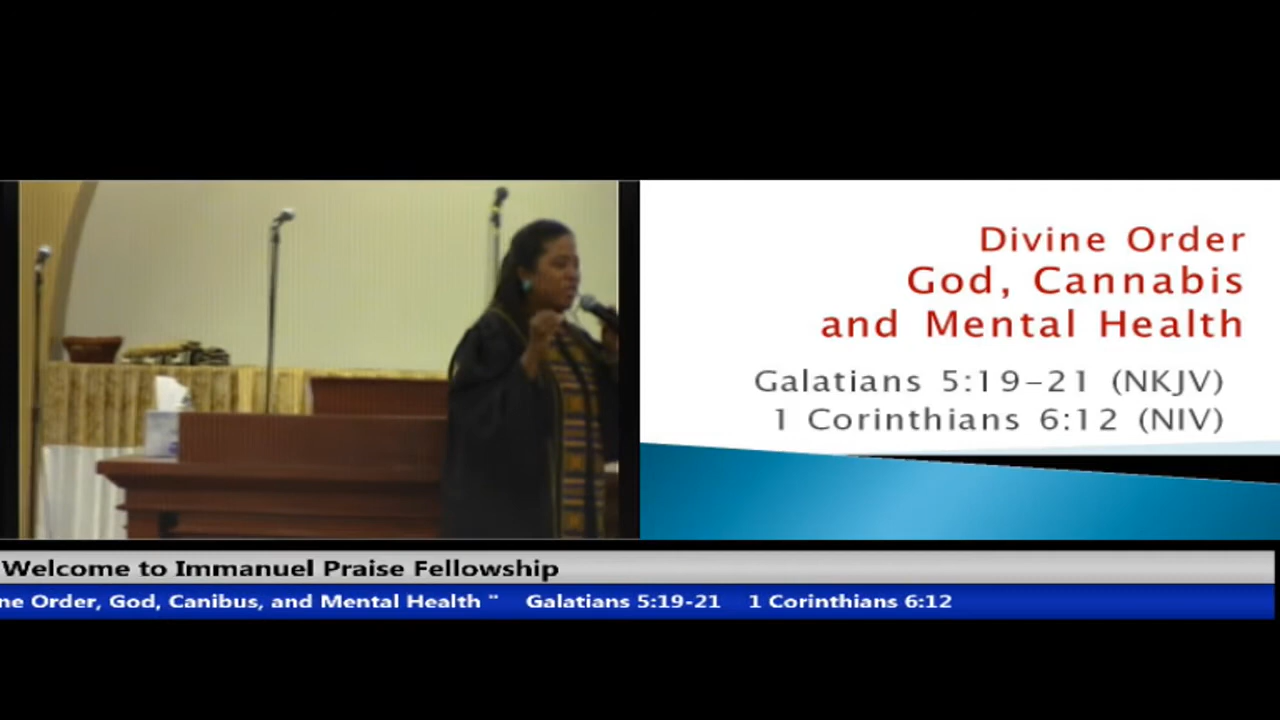 Divine Order
God, Cannabis
and Mental Health
Galatians 5:19-21 (NKJV)
1 Corinthians 6:12 (NIV)
Welcome to Immanuel Praise Fellowship
ne Order, God, Canibus, and Mental Health " Galatians 5:19-21 1 Corinthians 6:12